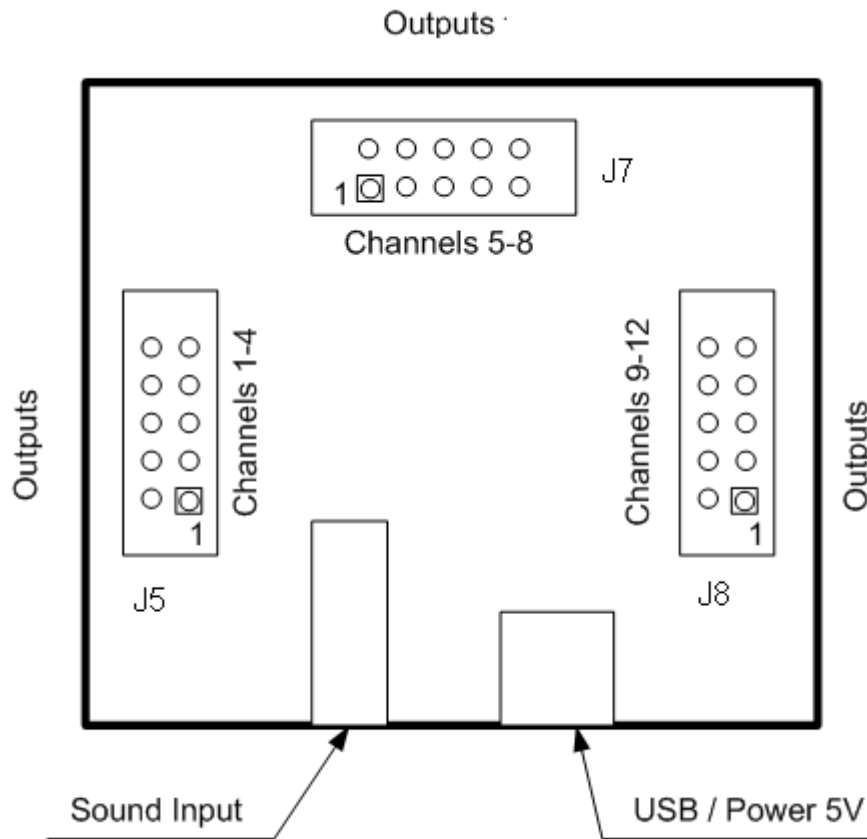 Outputs
J7
1
Channels 5-8
Outputs
Channels 1-4
1
J5
Channels 9-12
1
J8
Outputs
Sound Input
USB / Power 5V